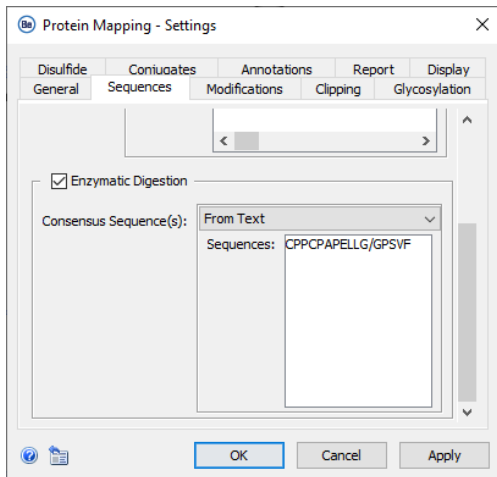 Be Protein Mapping - Settings
Disulfide Conjugates Annotations Report Display
General Sequences Modifications Clipping Glycosylation
Enzymatic Digestion
Consensus Sequence(s): From Text
Sequences: CPPCPAPELLG/GPSVF
OK Cancel Apply